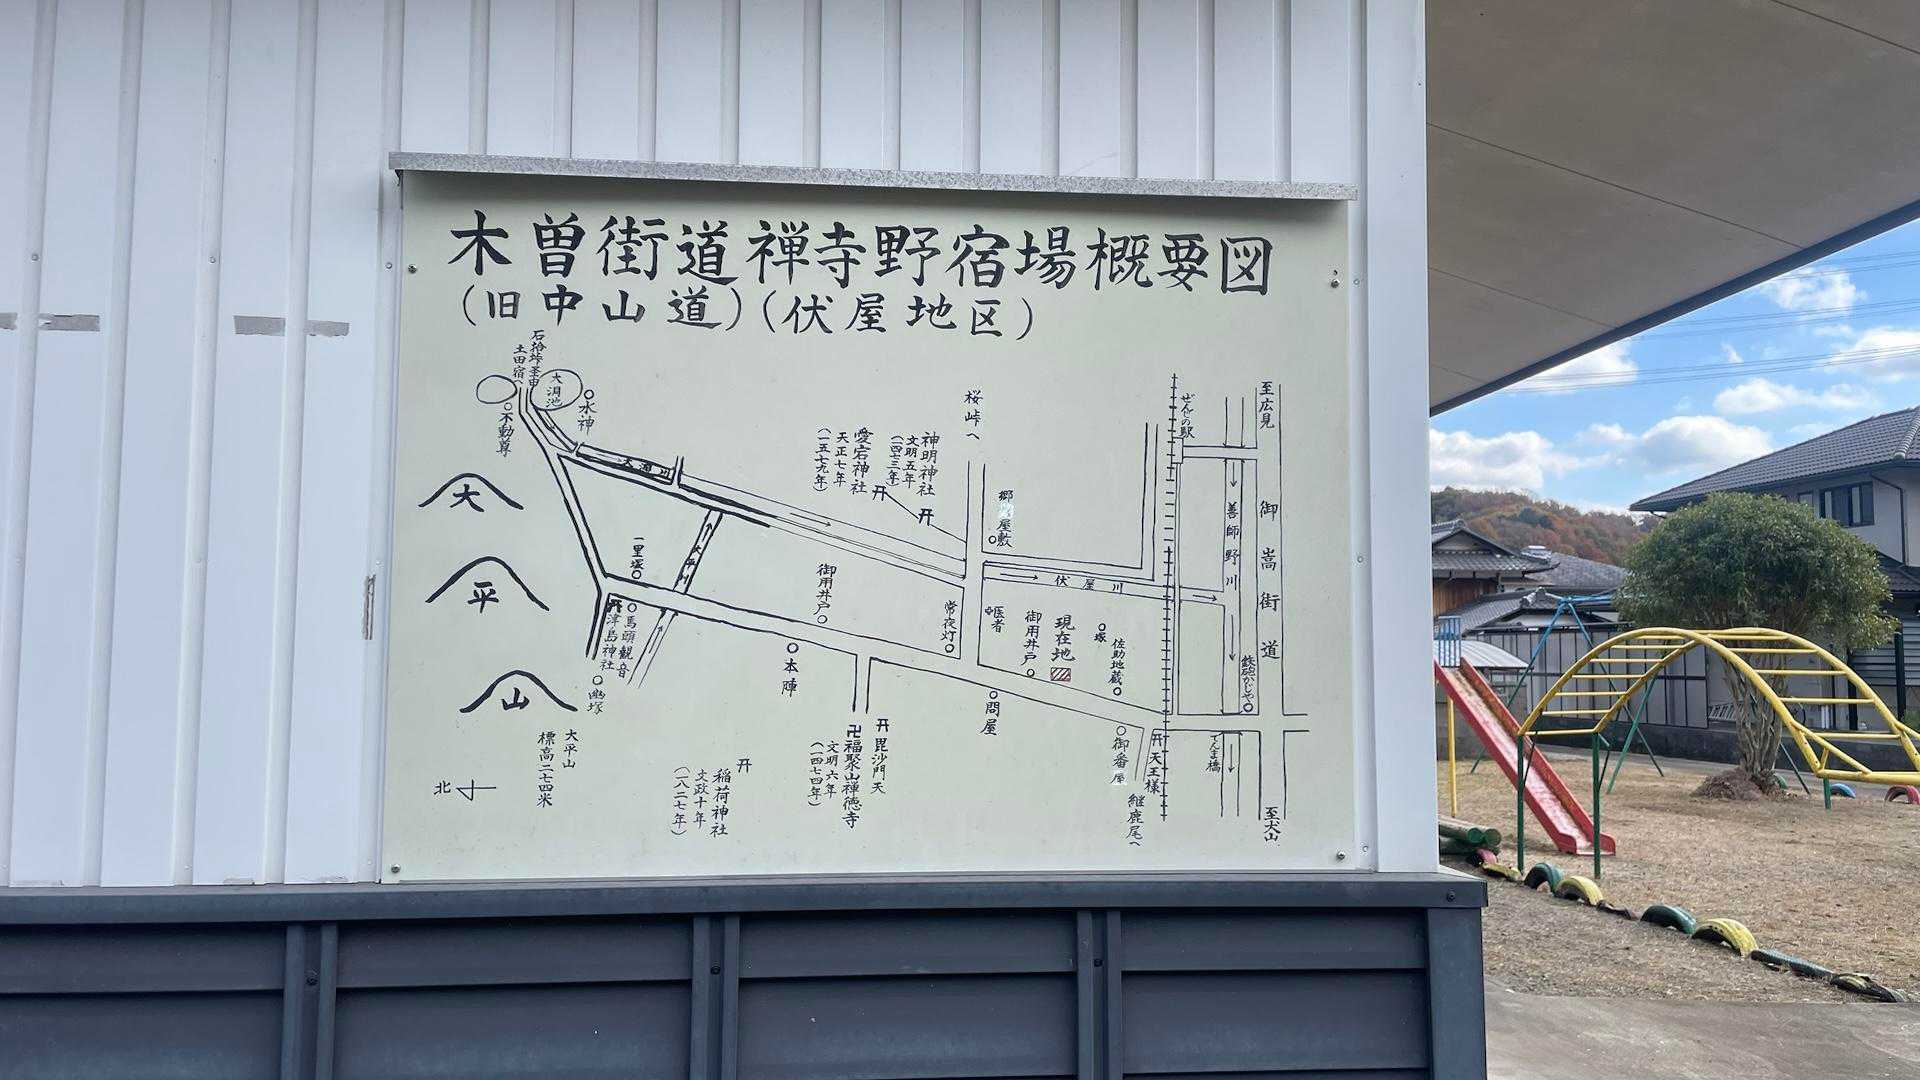 木曽街道禅寺野宿場概要図
(旧中山道)(伏屋地区)
土田宿へ
大洞池
水神
不動尊
大洞川
桜峠へ
神明神社
文明五年
(一四七三年)
愛宕神社
天正七年
(一五七九年)
郷
屋敷
ぜんじの駅
至広見
善師野川
御嵩街道
大
平
山
一里塚
大平川
御用井戸
常夜灯
医者
伏屋川
御用井戸
現在地
塚
佐助地蔵
鉄砲かじや
馬頭観音
津島神社
塚
本陣
問屋
御番屋
天王様
継鹿尾へ
てんま橋
至犬山
大平山
標高二七四米
北
稲荷神社
文政十年
(一八二七年)
毘沙門天
卍福聚山禅徳寺
文明六年
(一四七四年)